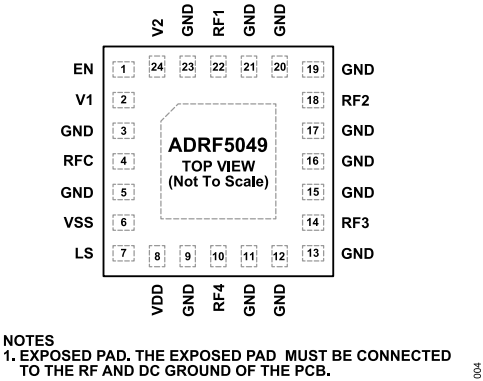 V2
GND
RF1
GND
GND
24
23
22
21
20
EN 1
19 GND
V1 2
18 RF2
GND 3
17 GND
ADRF5049
TOP VIEW
(Not To Scale)
RFC 4
16 GND
GND 5
15 GND
VSS 6
14 RF3
LS 7
13 GND
8
9
10
11
12
VDD
GND
RF4
GND
GND
NOTES
1. EXPOSED PAD. THE EXPOSED PAD MUST BE CONNECTED
TO THE RF AND DC GROUND OF THE PCB.
004